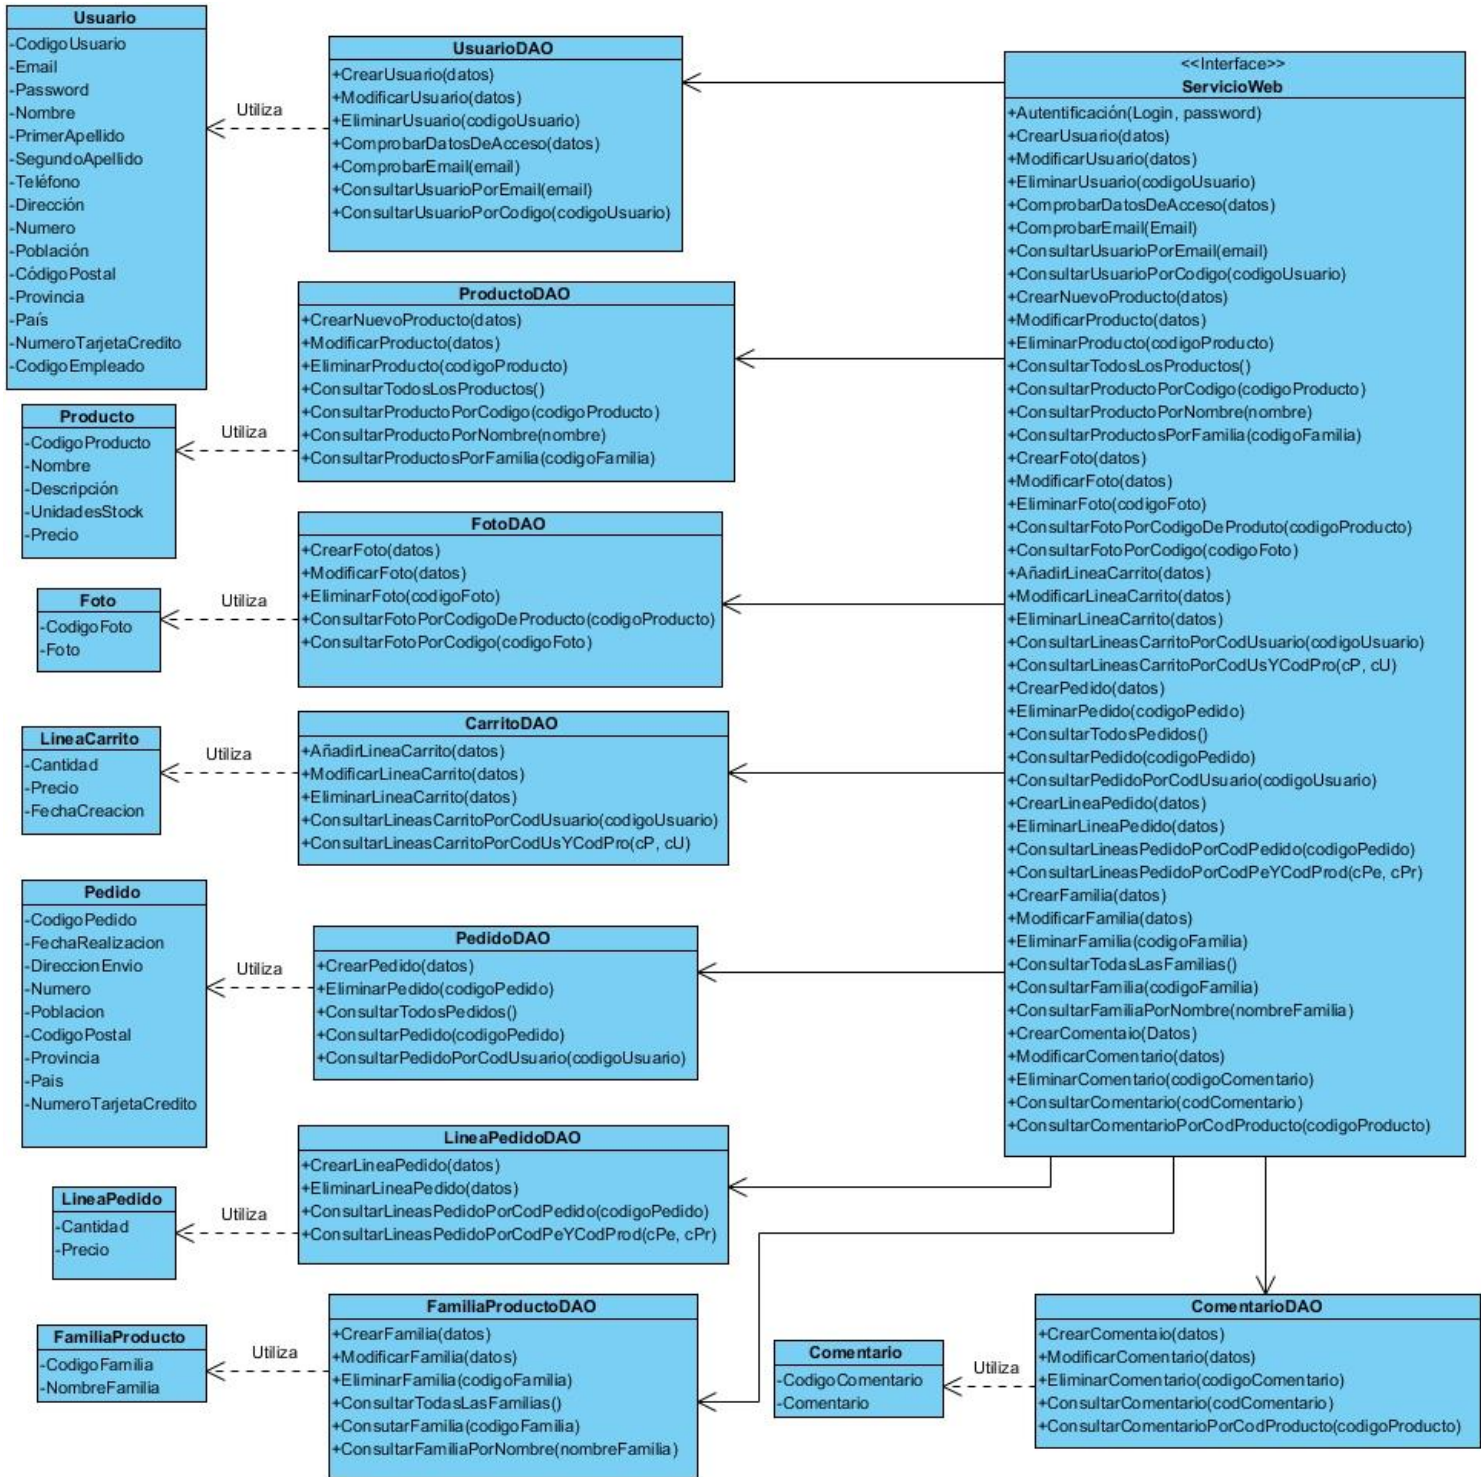 Usuario
-CodigoUsuario
-Email
-Password
-Nombre
-PrimerApellido
-SegundoApellido
-Teléfono
-Dirección
-Numero
-Población
-CódigoPostal
-Provincia
-País
-NumeroTarjetaCredito
-CodigoEmpleado
Utiliza
UsuarioDAO
+CrearUsuario(datos)
+ModificarUsuario(datos)
+EliminarUsuario(codigoUsuario)
+ComprobarDatosDeAcceso(datos)
+ComprobarEmail(email)
+ConsultarUsuarioPorEmail(email)
+ConsultarUsuarioPorCodigo(codigoUsuario)
<<Interface>>
ServicioWeb
+Autentificación(Login, password)
+CrearUsuario(datos)
+ModificarUsuario(datos)
+EliminarUsuario(codigoUsuario)
+ComprobarDatosDeAcceso(datos)
+ComprobarEmail(Email)
+ConsultarUsuarioPorEmail(email)
+ConsultarUsuarioPorCodigo(codigoUsuario)
+CrearNuevoProducto(datos)
+ModificarProducto(datos)
+EliminarProducto(codigoProducto)
+ConsultarTodosLosProductos()
+ConsultarProductoPorCodigo(codigoProducto)
+ConsultarProductoPorNombre(nombre)
+ConsultarProductosPorFamilia(codigoFamilia)
+CrearFoto(datos)
+ModificarFoto(datos)
+EliminarFoto(codigoFoto)
+ConsultarFotoPorCodigoDeProduto(codigoProducto)
+ConsultarFotoPorCodigo(codigoFoto)
+AñadirLineaCarrito(datos)
+ModificarLineaCarrito(datos)
+EliminarLineaCarrito(datos)
+ConsultarLineasCarritoPorCodUsuario(codigoUsuario)
+ConsultarLineasCarritoPorCodUsYCodPro(cP, cU)
+CrearPedido(datos)
+EliminarPedido(codigoPedido)
+ConsultarTodosPedidos()
+ConsultarPedido(codigoPedido)
+ConsultarPedidoPorCodUsuario(codigoUsuario)
+CrearLineaPedido(datos)
+EliminarLineaPedido(datos)
+ConsultarLineasPedidoPorCodPedido(codigoPedido)
+ConsultarLineasPedidoPorCodPeYCodProd(cPe, cPr)
+CrearFamilia(datos)
+ModificarFamilia(datos)
+EliminarFamilia(codigoFamilia)
+ConsultarTodasLasFamilias()
+ConsultarFamilia(codigoFamilia)
+ConsultarFamiliaPorNombre(nombreFamilia)
+CrearComentaio(Datos)
+ModificarComentario(datos)
+EliminarComentario(codigoComentario)
+ConsultarComentario(codComentario)
+ConsultarComentarioPorCodProducto(codigoProducto)
Producto
-CodigoProducto
-Nombre
-Descripción
-UnidadesStock
-Precio
Utiliza
ProductoDAO
+CrearNuevoProducto(datos)
+ModificarProducto(datos)
+EliminarProducto(codigoProducto)
+ConsultarTodosLosProductos()
+ConsultarProductoPorCodigo(codigoProducto)
+ConsultarProductoPorNombre(nombre)
+ConsultarProductosPorFamilia(codigoFamilia)
Foto
-CodigoFoto
-Foto
Utiliza
FotoDAO
+CrearFoto(datos)
+ModificarFoto(datos)
+EliminarFoto(codigoFoto)
+ConsultarFotoPorCodigoDeProducto(codigoProducto)
+ConsultarFotoPorCodigo(codigoFoto)
LineaCarrito
-Cantidad
-Precio
-FechaCreacion
Utiliza
CarritoDAO
+AñadirLineaCarrito(datos)
+ModificarLineaCarrito(datos)
+EliminarLineaCarrito(datos)
+ConsultarLineasCarritoPorCodUsuario(codigoUsuario)
+ConsultarLineasCarritoPorCodUsYCodPro(cP, cU)
Pedido
-CodigoPedido
-FechaRealizacion
-DireccionEnvio
-Numero
-Poblacion
-CodigoPostal
-Provincia
-Pais
-NumeroTarjetaCredito
Utiliza
PedidoDAO
+CrearPedido(datos)
+EliminarPedido(codigoPedido)
+ConsultarTodosPedidos()
+ConsultarPedido(codigoPedido)
+ConsultarPedidoPorCodUsuario(codigoUsuario)
LineaPedido
-Cantidad
-Precio
Utiliza
LineaPedidoDAO
+CrearLineaPedido(datos)
+EliminarLineaPedido(datos)
+ConsultarLineasPedidoPorCodPedido(codigoPedido)
+ConsultarLineasPedidoPorCodPeYCodProd(cPe, cPr)
FamiliaProducto
-CodigoFamilia
-NombreFamilia
Utiliza
FamiliaProductoDAO
+CrearFamilia(datos)
+ModificarFamilia(datos)
+EliminarFamilia(codigoFamilia)
+ConsultarTodasLasFamilias()
+ConsutarFamilia(codigoFamilia)
+ConsultarFamiliaPorNombre(nombreFamilia)
Comentario
-CodigoComentario
-Comentario
Utiliza
ComentarioDAO
+CrearComentaio(datos)
+ModificarComentario(datos)
+EliminarComentario(codigoComentario)
+ConsultarComentario(codComentario)
+ConsultarComentarioPorCodProducto(codigoProducto)